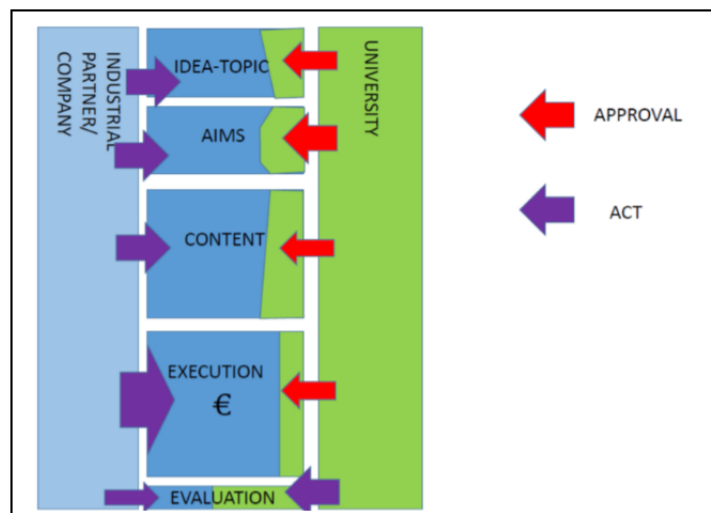 INDUSTRIAL
PARTNER/
COMPANY
IDEA-TOPIC
AIMS
CONTENT
EXECUTION
€
EVALUATION
UNIVERSITY
APPROVAL
ACT